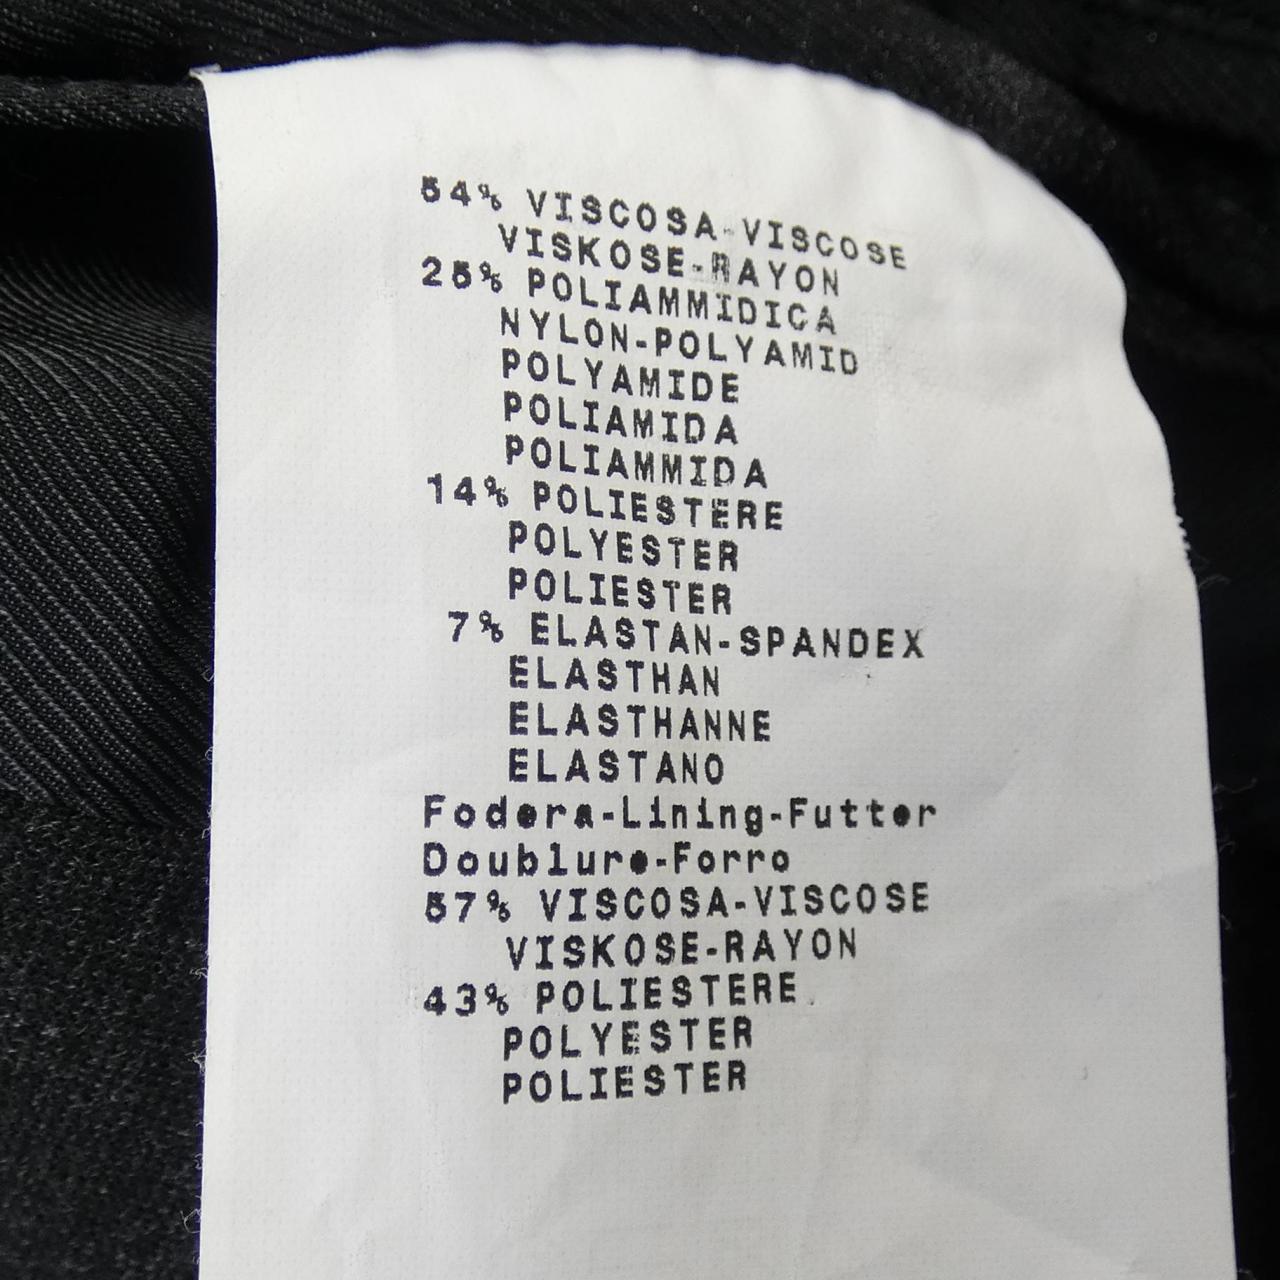 54% VISCOSA-VISCOSE
VISKOSE-RAYON
25% POLIAMMIDICA
NYLON-POLYAMID
POLYAMIDE
POLIAMIDA
POLIAMMIDA
14% POLIESTERE
POLYESTER
POLIESTER
7% ELASTAN-SPANDEX
ELASTHAN
ELASTHANNE
ELASTANO
Fodera-Lining-Futter
Doublure-Forro
57% VISCOSA-VISCOSE
VISKOSE-RAYON
43% POLIESTERE
POLYESTER
POLIESTER